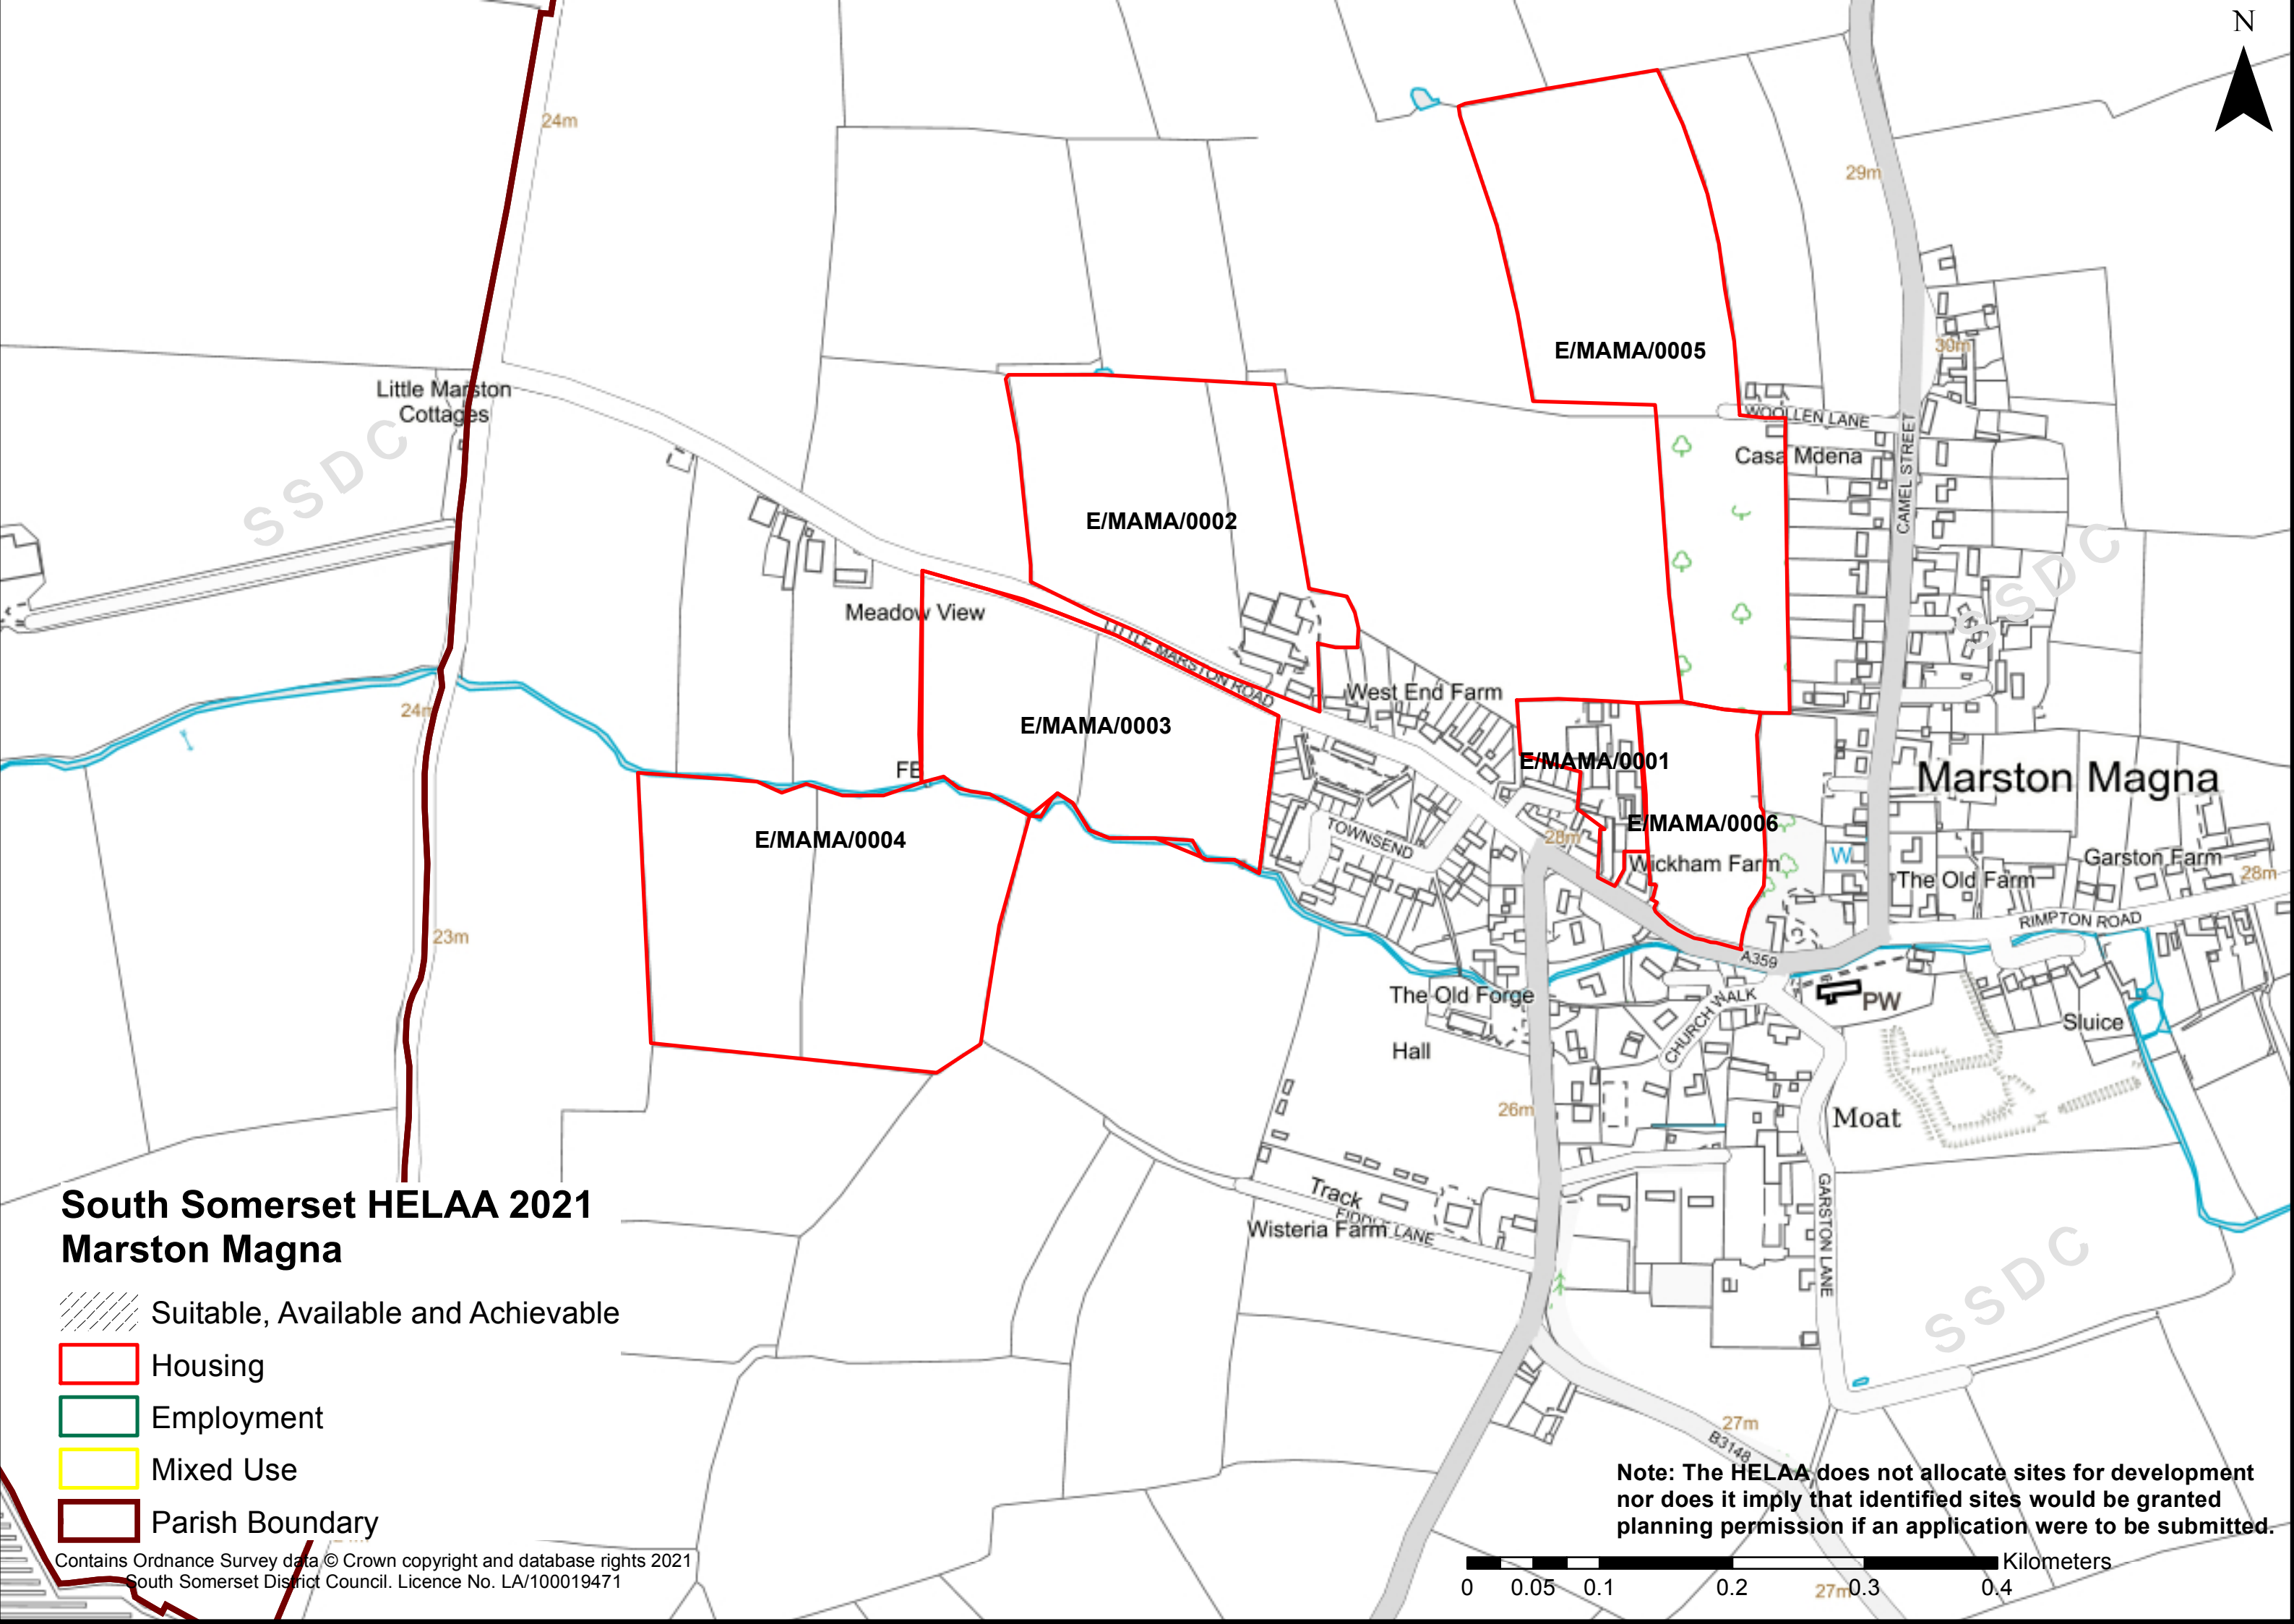 N
24m
29m
E/MAMA/0005
30m
Little Marston
Cottages
WOOLLEN LANE
CAMEL STREET
Casa Mdena
SSDC
E/MAMA/0002
SSDC
Meadow View
LITTLE MARSTON ROAD
West End Farm
24m
E/MAMA/0003
E/MAMA/0001
FB
Marston Magna
E/MAMA/0004
TOWNSEND
28m
E/MAMA/0006
Wickham Farm
W
The Old Farm
Garston Farm
28m
RIMPTON ROAD
23m
A359
The Old Forge
CHURCH WALK
PW
Sluice
Hall
26m
Moat
Track
Wisteria Farm
LANE
GARSTON LANE
SSDC
27m
B3148
South Somerset HELAA 2021
Marston Magna
Suitable, Available and Achievable
Housing
Employment
Mixed Use
Parish Boundary
Contains Ordnance Survey data © Crown copyright and database rights 2021
South Somerset District Council. Licence No. LA/100019471
Note: The HELAA does not allocate sites for development
nor does it imply that identified sites would be granted
planning permission if an application were to be submitted.
Kilometers
0 0.05 0.1 0.2 0.3 0.4
27m